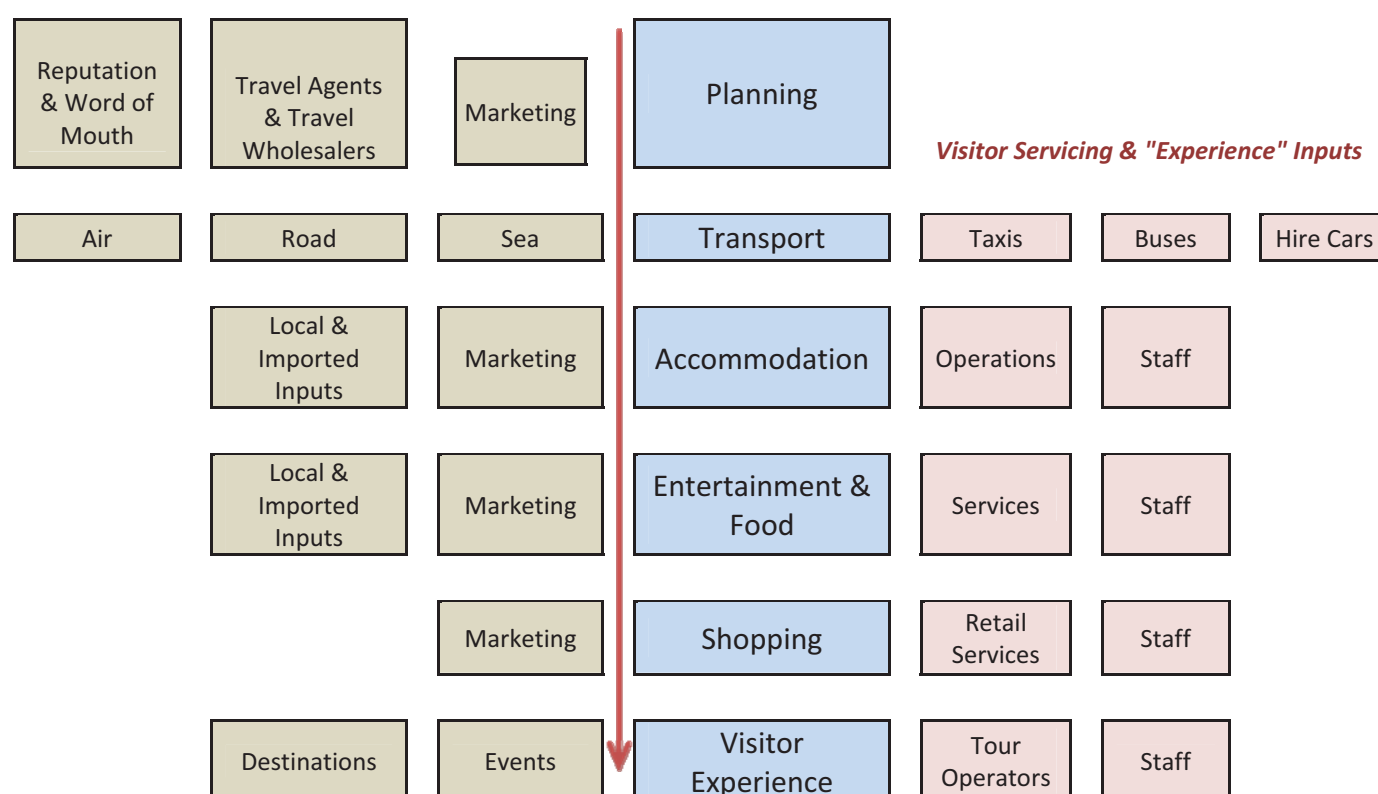 Reputation
& Word of
Mouth
Travel Agents
& Travel
Wholesalers
Marketing
Planning
Visitor Servicing & "Experience" Inputs
Air
Road
Sea
Transport
Taxis
Buses
Hire Cars
Local &
Imported
Inputs
Marketing
Accommodation
Operations
Staff
Local &
Imported
Inputs
Marketing
Entertainment &
Food
Services
Staff
Marketing
Shopping
Retail
Services
Staff
Destinations
Events
Visitor
Experience
Tour
Operators
Staff